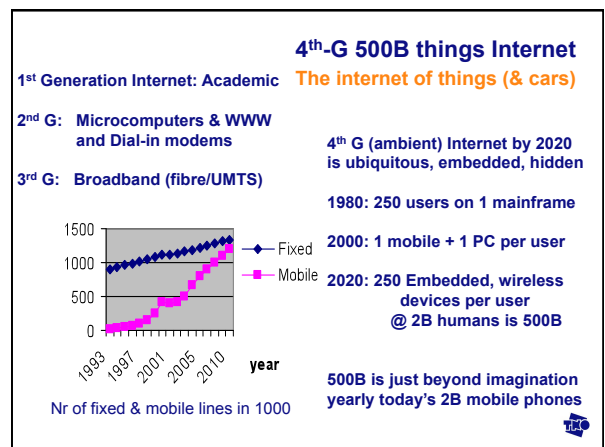 4th-G 500B things Internet
The internet of things (& cars)
1st Generation Internet: Academic
2nd G: Microcomputers & WWW
and Dial-in modems
3rd G: Broadband (fibre/UMTS)
1500
1000
500
0
Fixed
Mobile
1993
1997
2001
2005
2010
year
Nr of fixed & mobile lines in 1000
4th G (ambient) Internet by 2020
is ubiquitous, embedded, hidden
1980: 250 users on 1 mainframe
2000: 1 mobile + 1 PC per user
2020: 250 Embedded, wireless
devices per user
@ 2B humans is 500B
500B is just beyond imagination
yearly today's 2B mobile phones
TNO